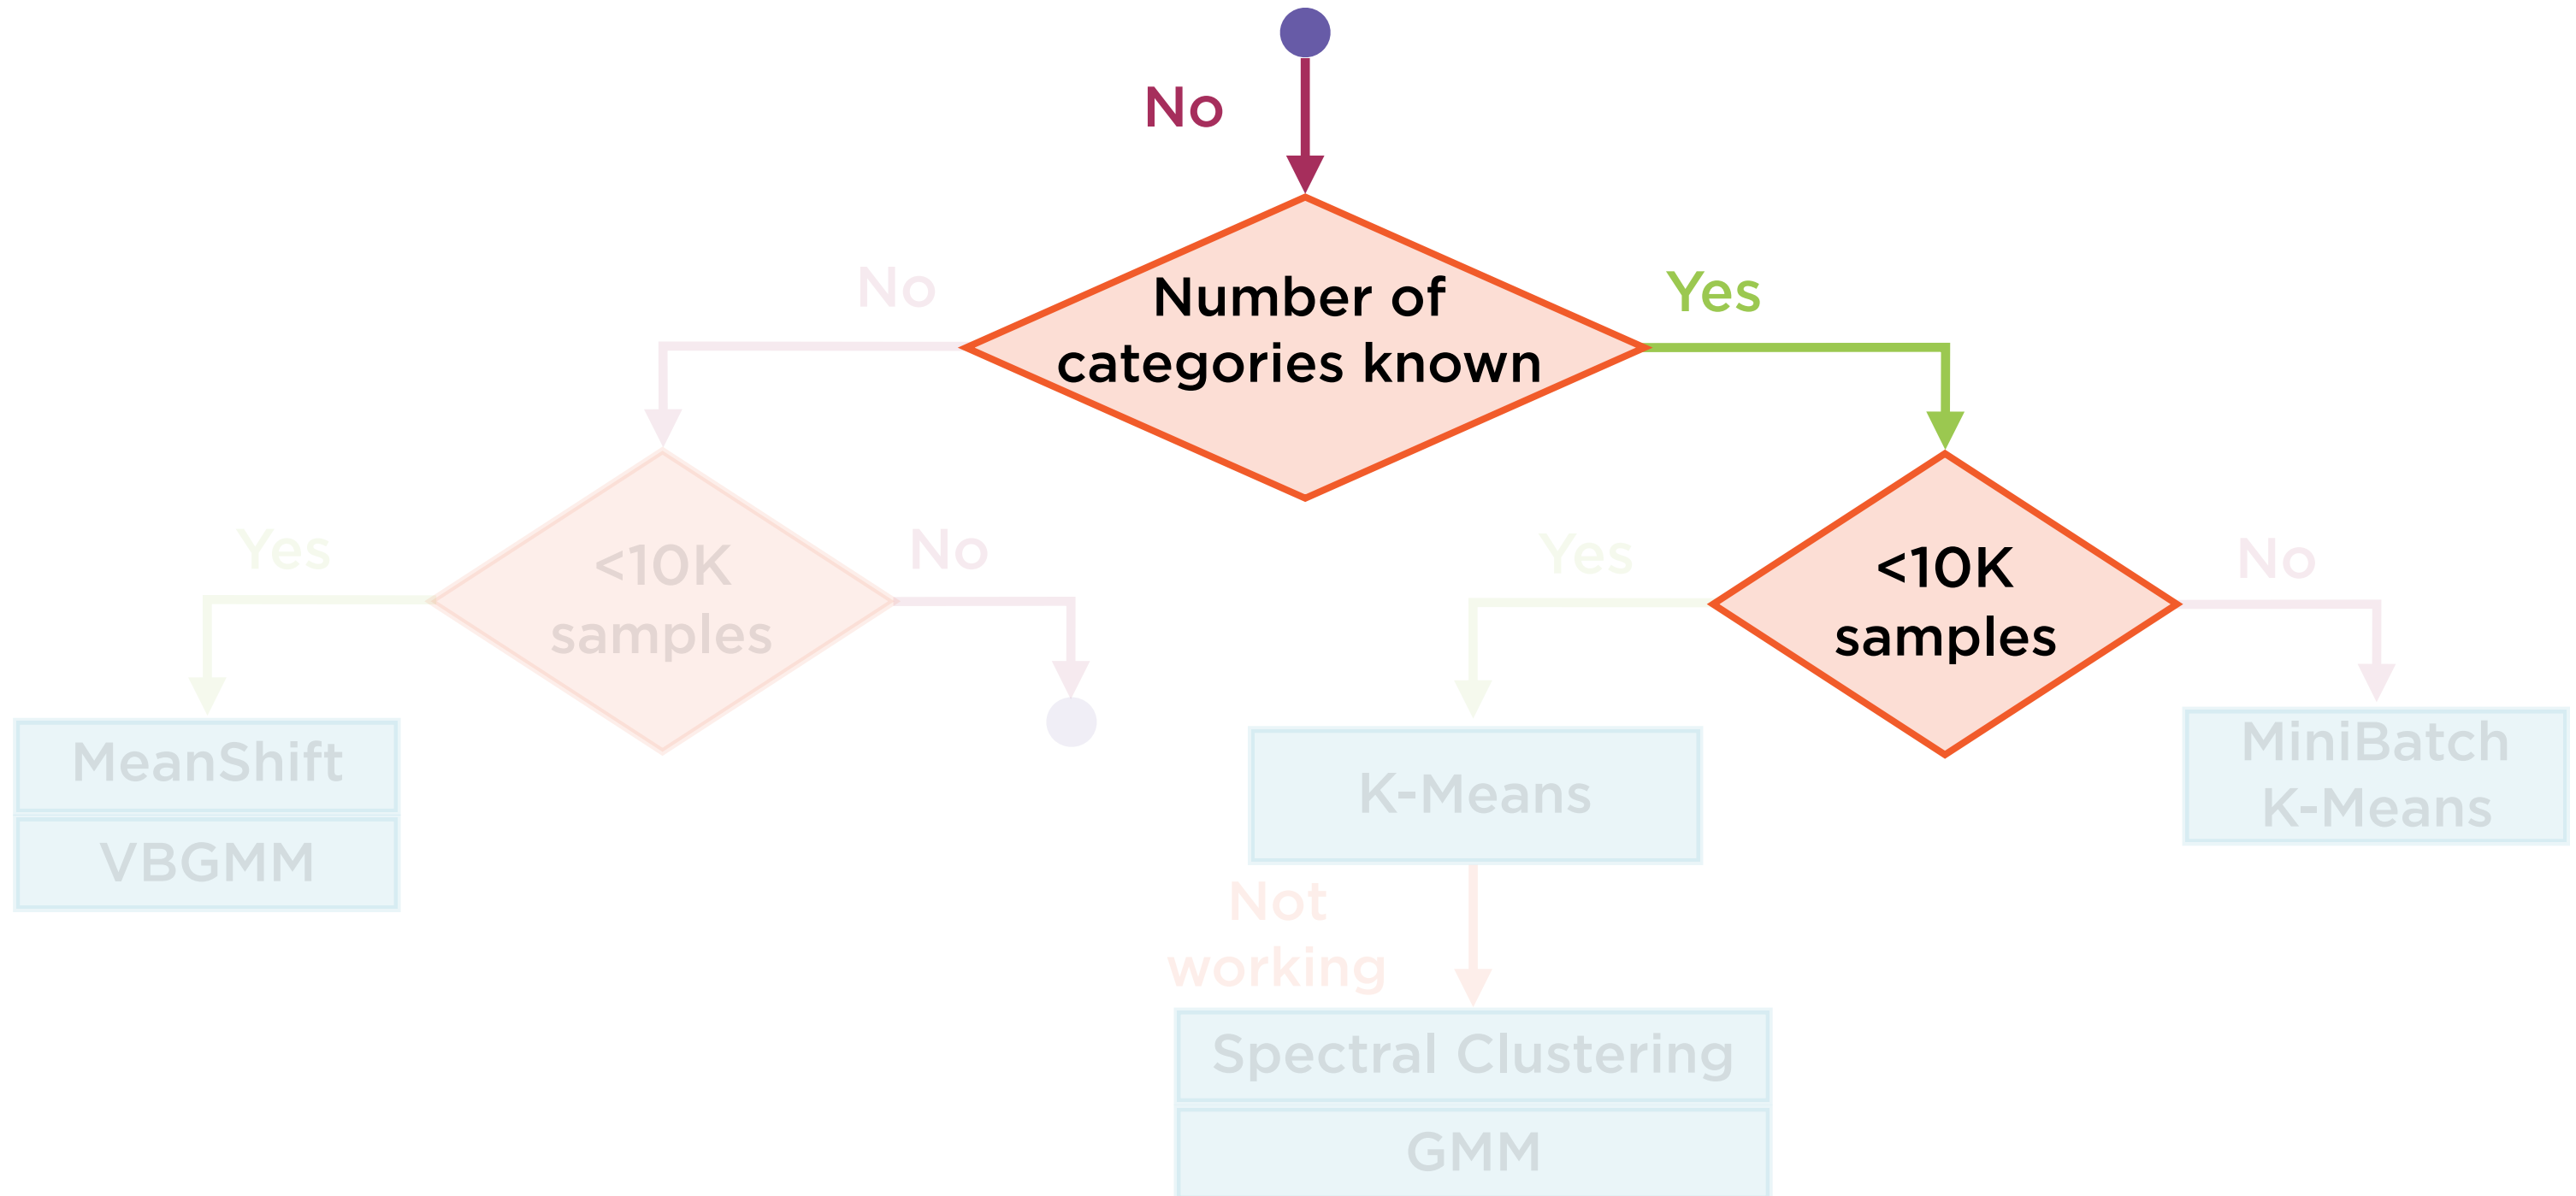 No
No
Number of
categories known
Yes
Yes
<10K
samples
No
Yes
<10K
samples
No
MeanShift
VBGMM
K-Means
MiniBatch
K-Means
Not
working
Spectral Clustering
GMM